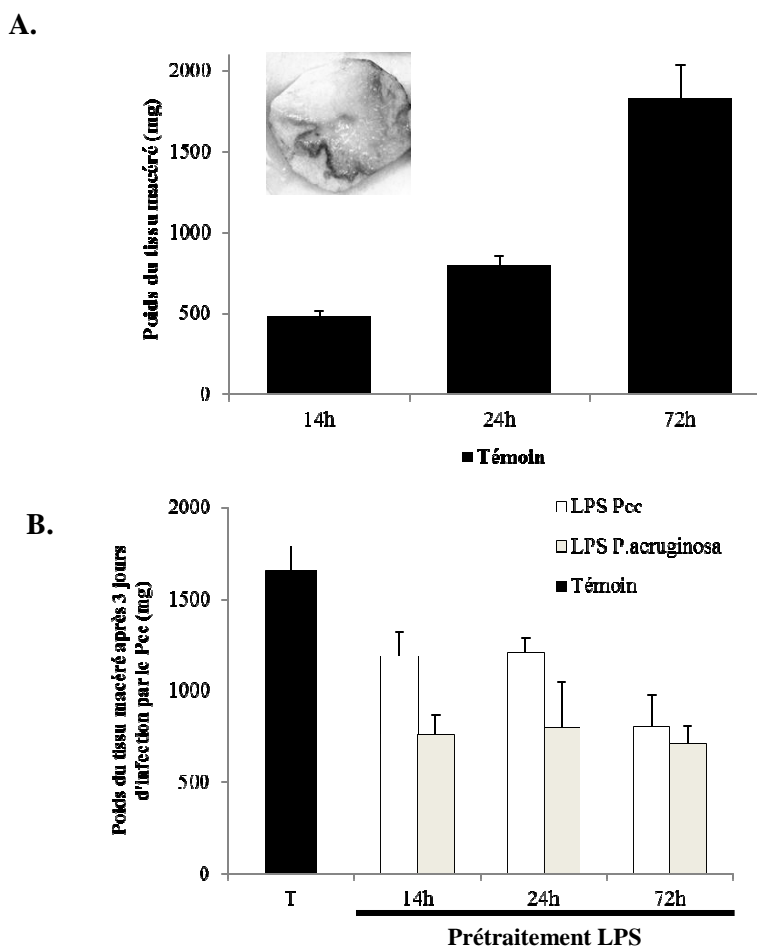 A.
2000
1500
1000
500
0
Poids du tissu macéré (mg)
14h
24h
72h
Témoin
B.
2000
1500
1000
500
0
Poids du tissu macéré après 3 jours
d'infection par le Pcc (mg)
LPS Pcc
LPS P.aeruginosa
Témoin
T
14h
24h
72h
Prétraitement LPS